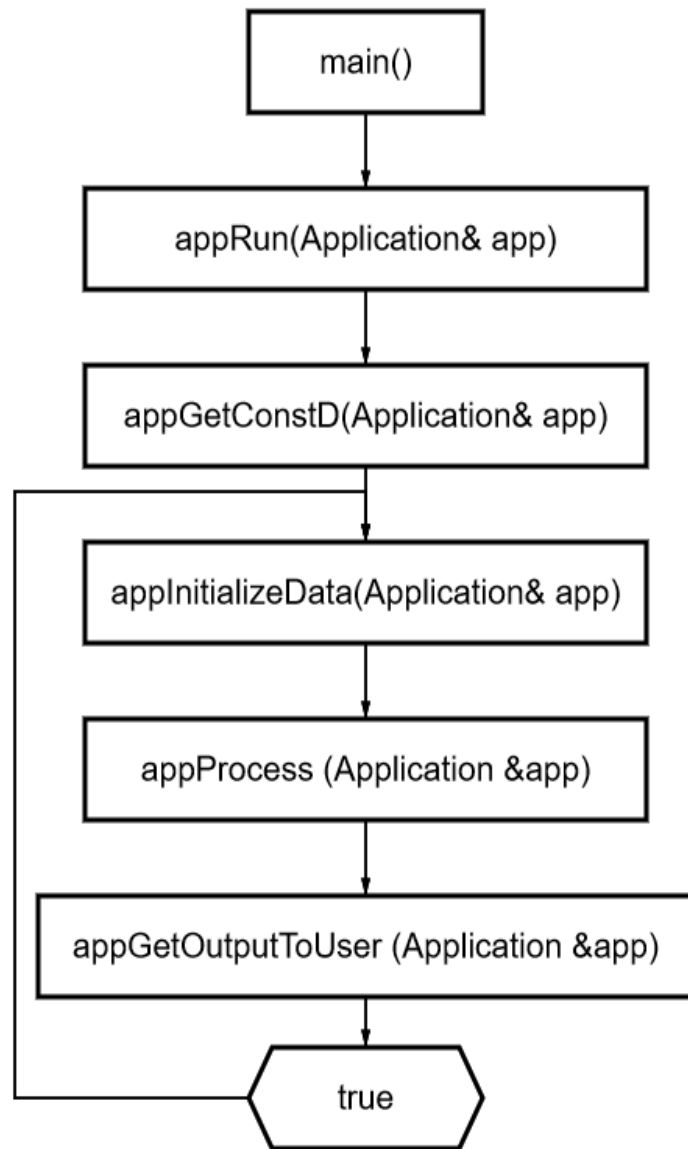 main()
appRun(Application& app)
appGetConstD(Application& app)
appInitializeData(Application& app)
appProcess (Application &app)
appGetOutputToUser (Application &app)
true